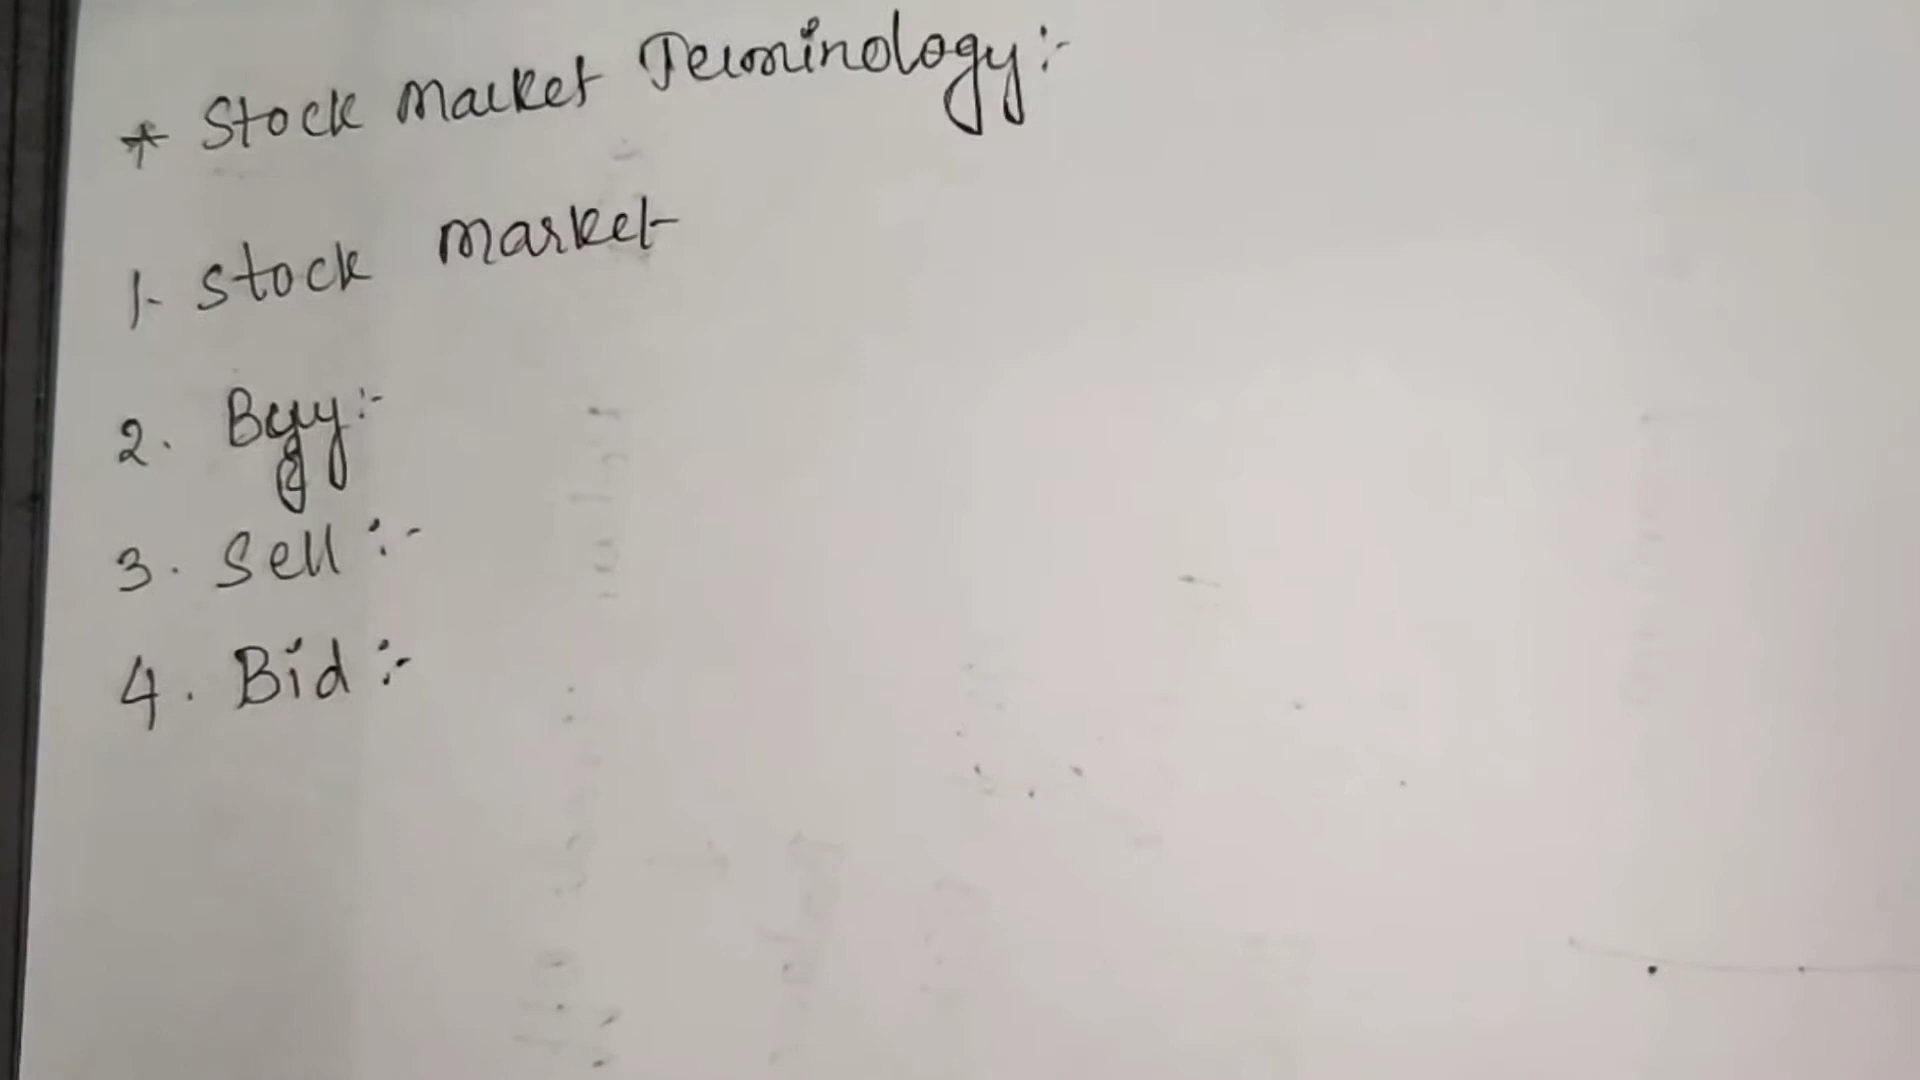 * Stock Market Terminology:-
1. Stock Market
2. Buy:-
3. Sell:-
4. Bid:-